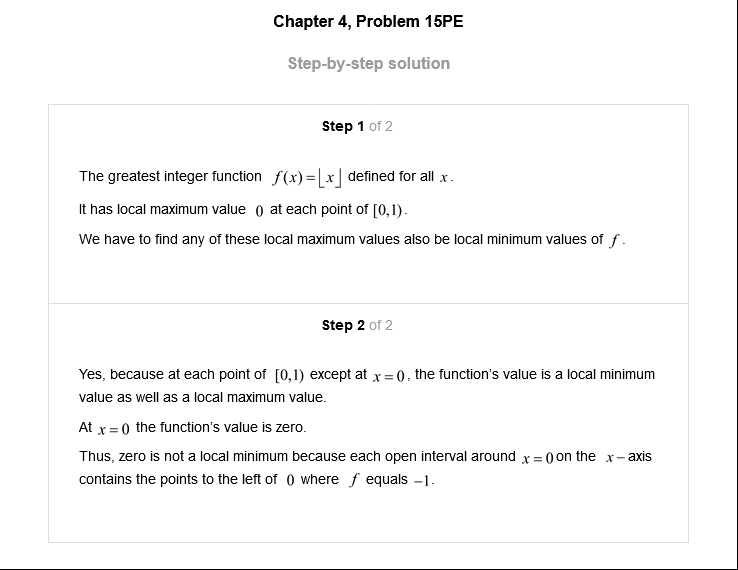 Chapter 4, Problem 15PE
Step-by-step solution
Step 1 of 2
The greatest integer function f(x)=⌊x⌋ defined for all x.
It has local maximum value 0 at each point of [0,1).
We have to find any of these local maximum values also be local minimum values of f.
Step 2 of 2
Yes, because at each point of [0,1) except at x=0, the function's value is a local minimum
value as well as a local maximum value.
At x=0 the function's value is zero.
Thus, zero is not a local minimum because each open interval around x=0 on the x–axis
contains the points to the left of 0 where f equals –1.